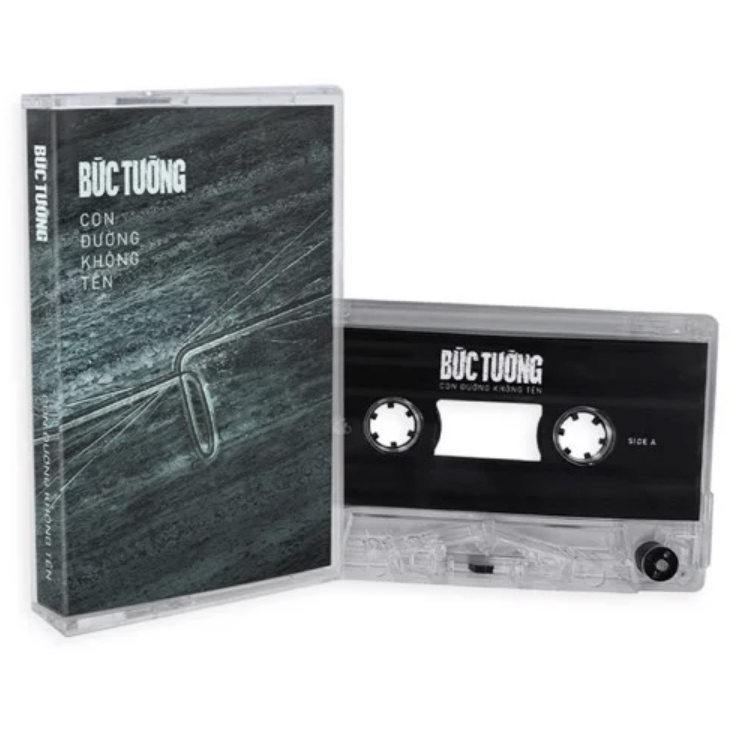 BỨC TƯỜNG
BỨC TƯỜNG
CON
ĐƯỜNG
KHÔNG
TÊN
CON ĐƯỜNG KHÔNG TÊN
BỨC TƯỜNG
CON ĐƯỜNG KHÔNG TÊN
SIDE A